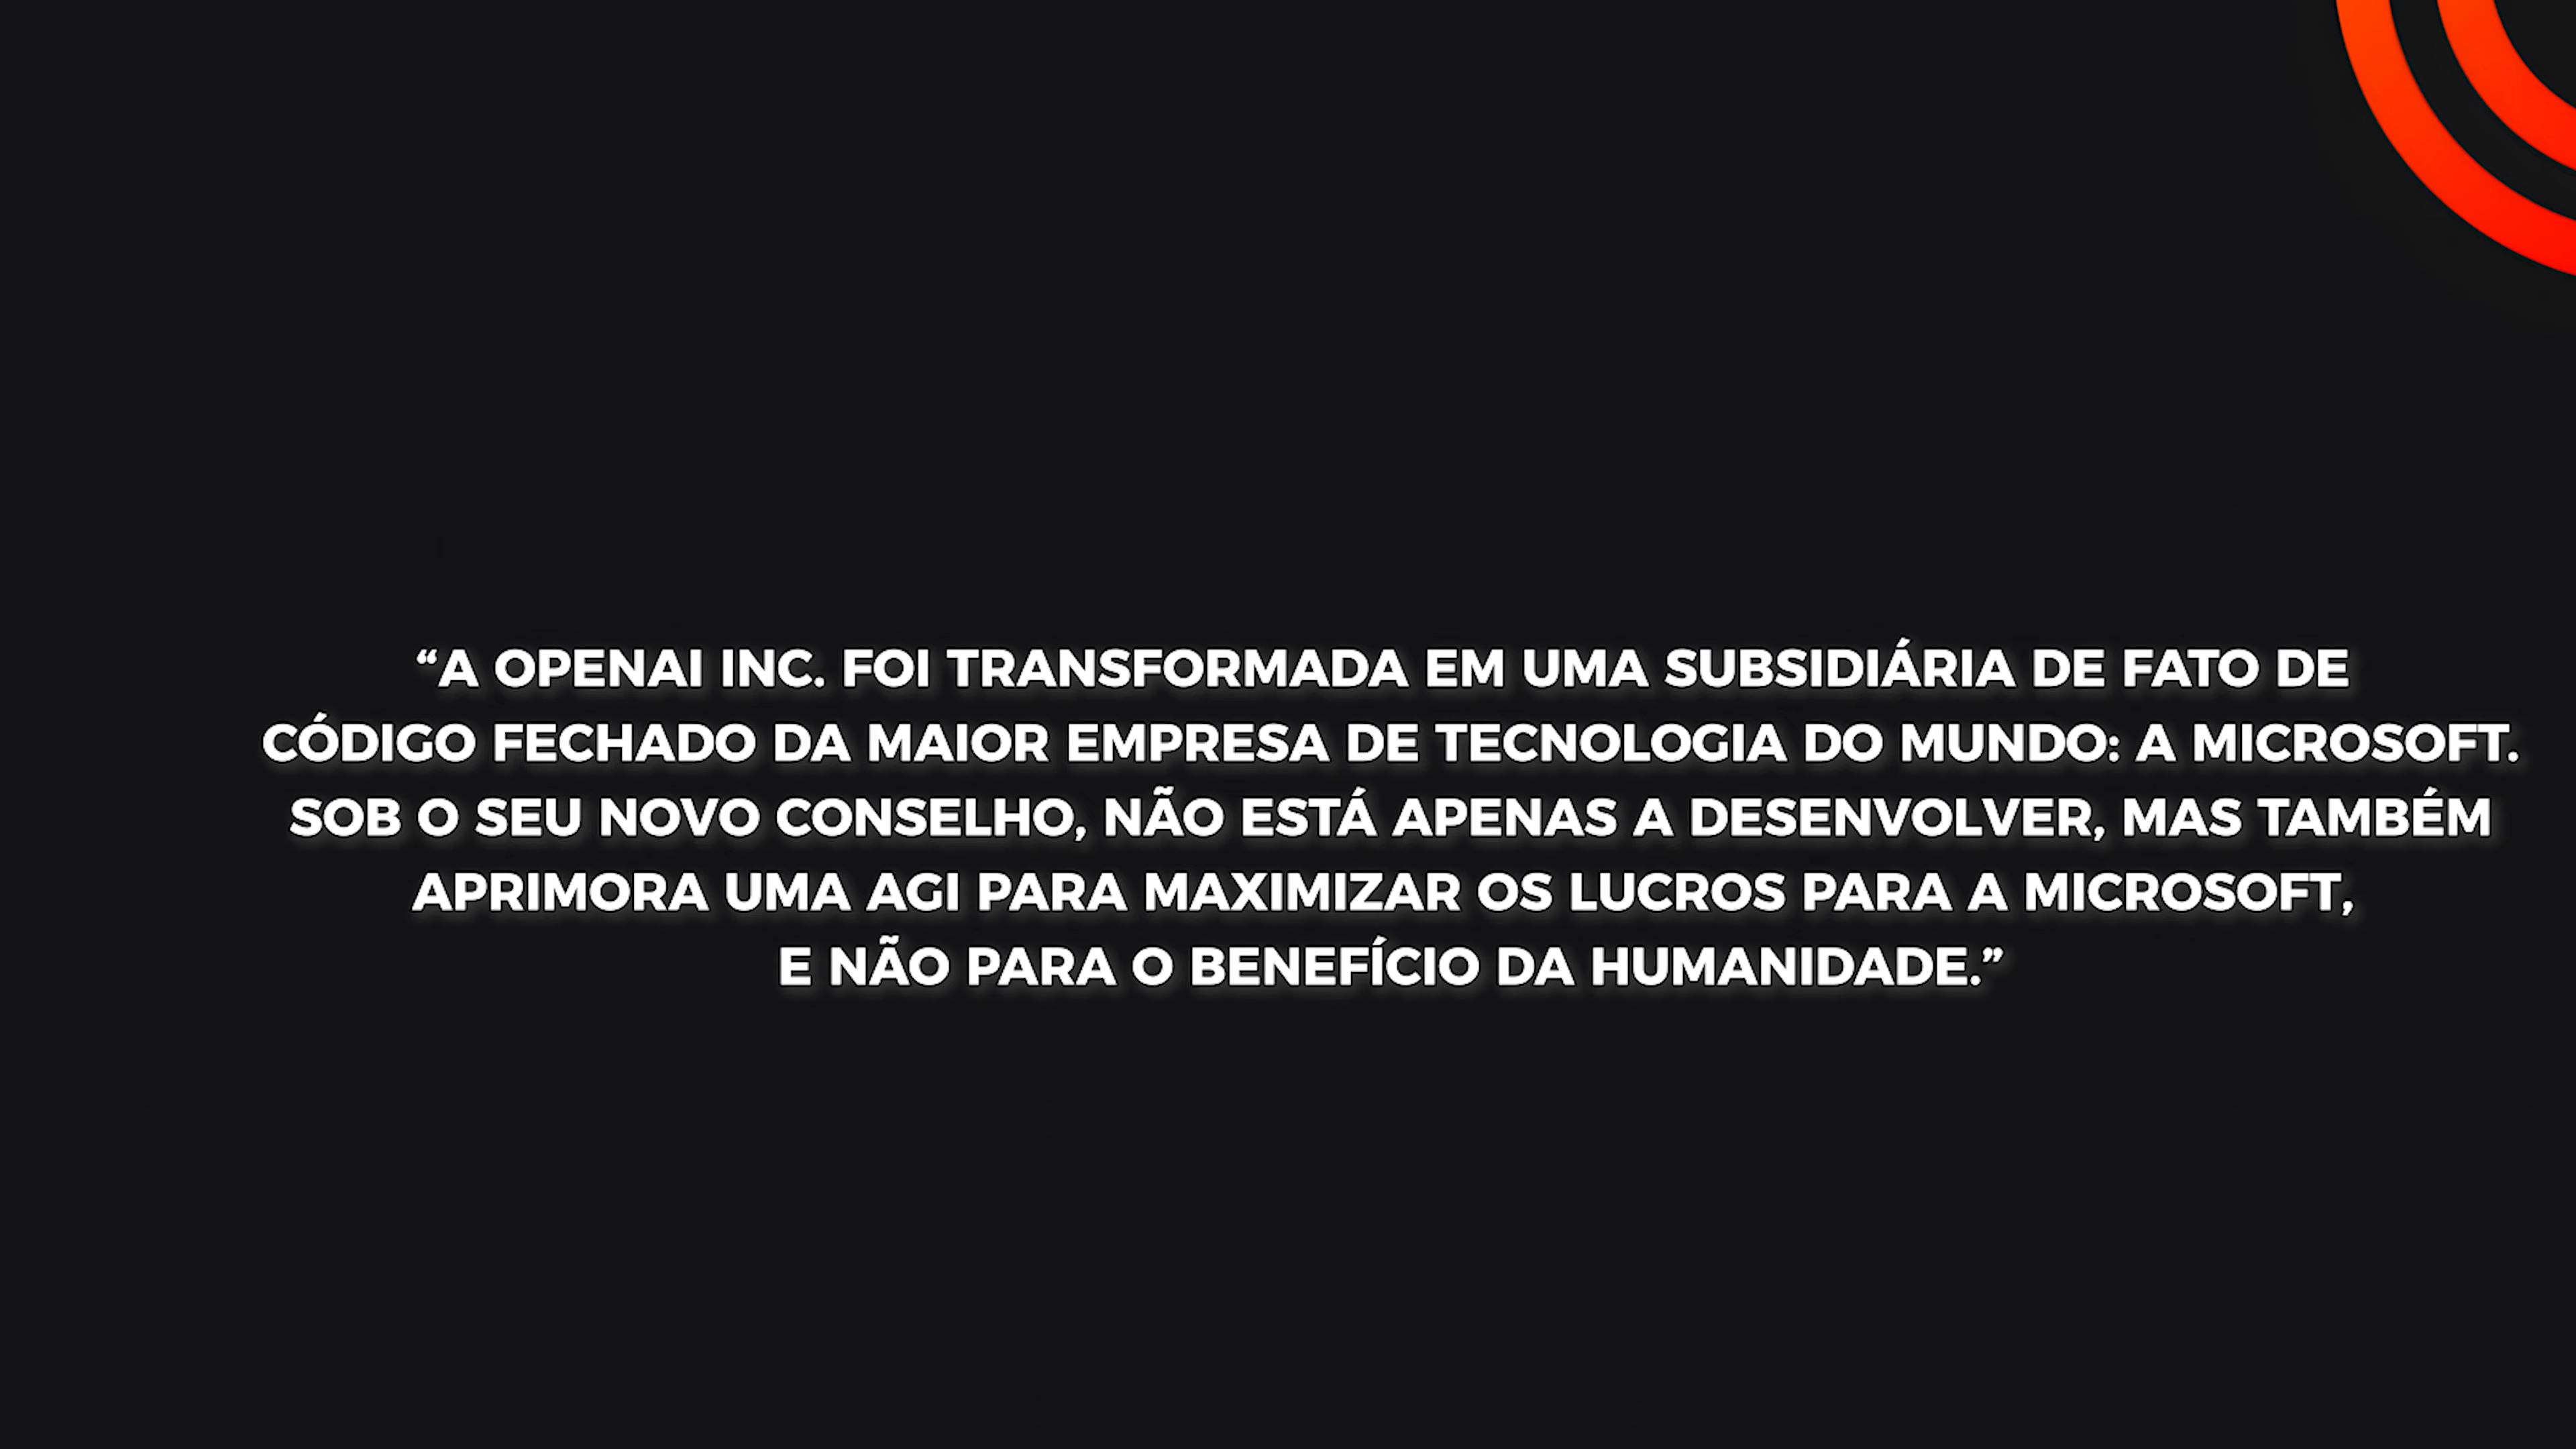 “A OPENAI INC. FOI TRANSFORMADA EM UMA SUBSIDIÁRIA DE FATO DE
CÓDIGO FECHADO DA MAIOR EMPRESA DE TECNOLOGIA DO MUNDO: A MICROSOFT.
SOB O SEU NOVO CONSELHO, NÃO ESTÁ APENAS A DESENVOLVER, MAS TAMBÉM
APRIMORA UMA AGI PARA MAXIMIZAR OS LUCROS PARA A MICROSOFT,
E NÃO PARA O BENEFÍCIO DA HUMANIDADE.”